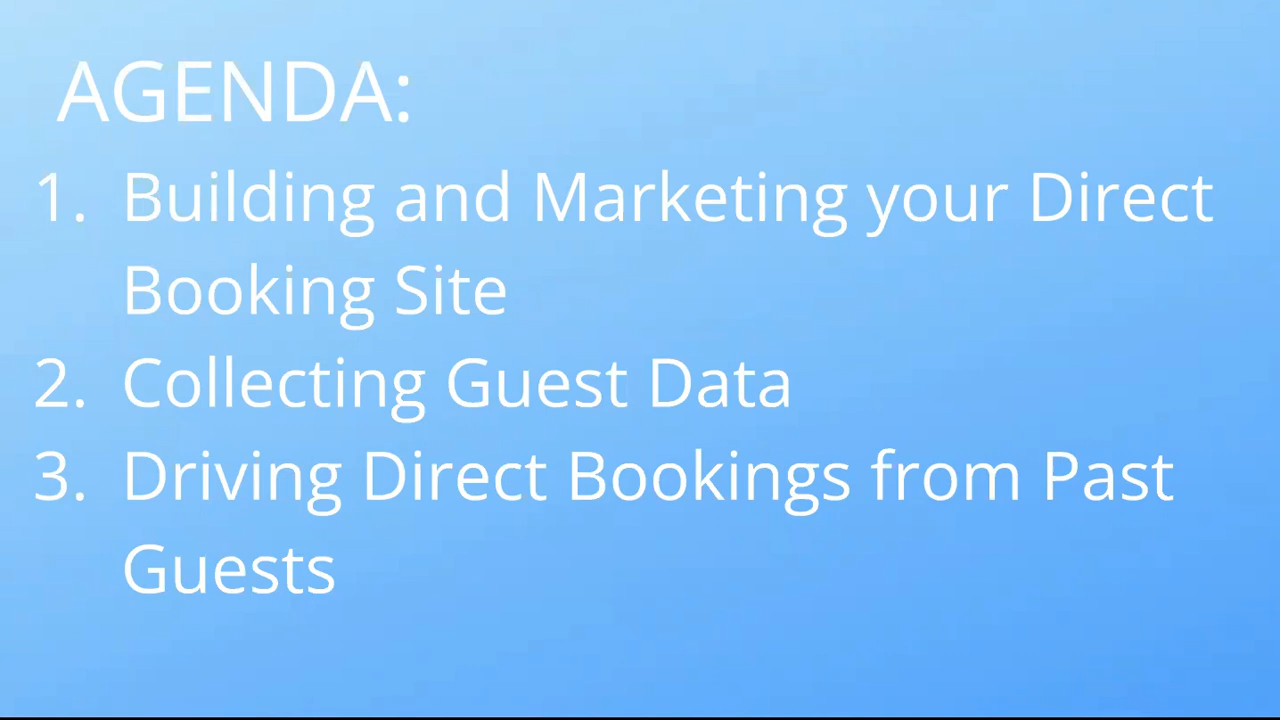 AGENDA:
1. Building and Marketing your Direct
Booking Site
2. Collecting Guest Data
3. Driving Direct Bookings from Past
Guests